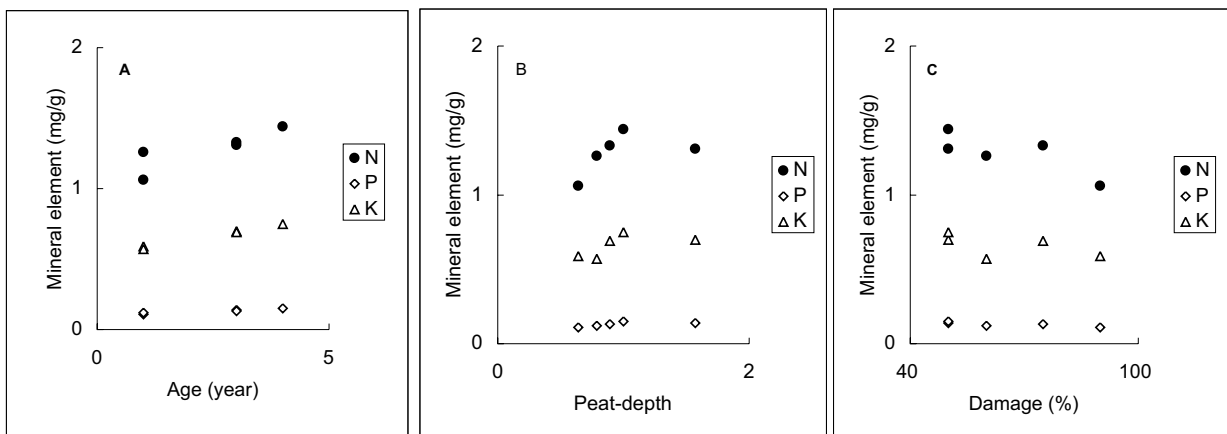 A
2
1
0
0
5
Mineral element (mg/g)
Age (year)
N
P
K
B
2
1
0
0
2
Mineral element (mg/g)
Peat-depth
N
P
K
C
2
1
0
40
100
Mineral element (mg/g)
Damage (%)
N
P
K